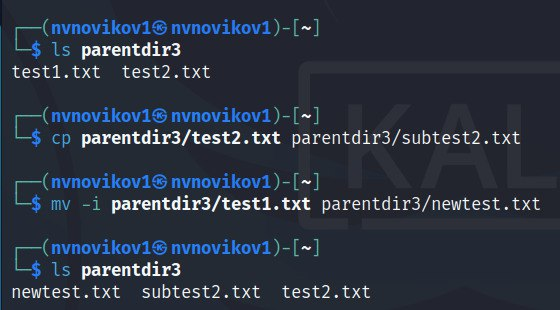 ┌──(nvnovikov1㉿nvnovikov1)-[~]
└─$ ls parentdir3
test1.txt  test2.txt
┌──(nvnovikov1㉿nvnovikov1)-[~]
└─$ cp parentdir3/test2.txt parentdir3/subtest2.txt
KAL
┌──(nvnovikov1㉿nvnovikov1)-[~]
└─$ mv -i parentdir3/test1.txt parentdir3/newtest.txt
┌──(nvnovikov1㉿nvnovikov1)-[~]
└─$ ls parentdir3
newtest.txt  subtest2.txt  test2.txt